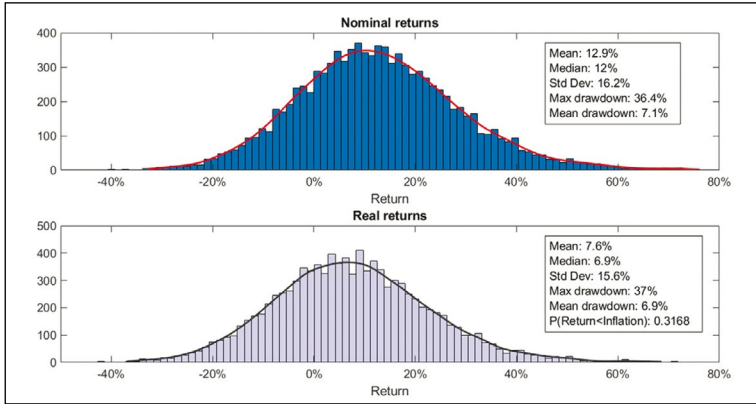 Nominal returns
400
300
200
100
0
Mean: 12.9%
Median: 12%
Std Dev: 16.2%
Max drawdown: 36.4%
Mean drawdown: 7.1%
-40% -20% 0% 20% 40% 60% 80%
Return
Real returns
500
400
300
200
100
0
Mean: 7.6%
Median: 6.9%
Std Dev: 15.6%
Max drawdown: 37%
Mean drawdown: 6.9%
P(Return<Inflation): 0.3168
-40% -20% 0% 20% 40% 60% 80%
Return